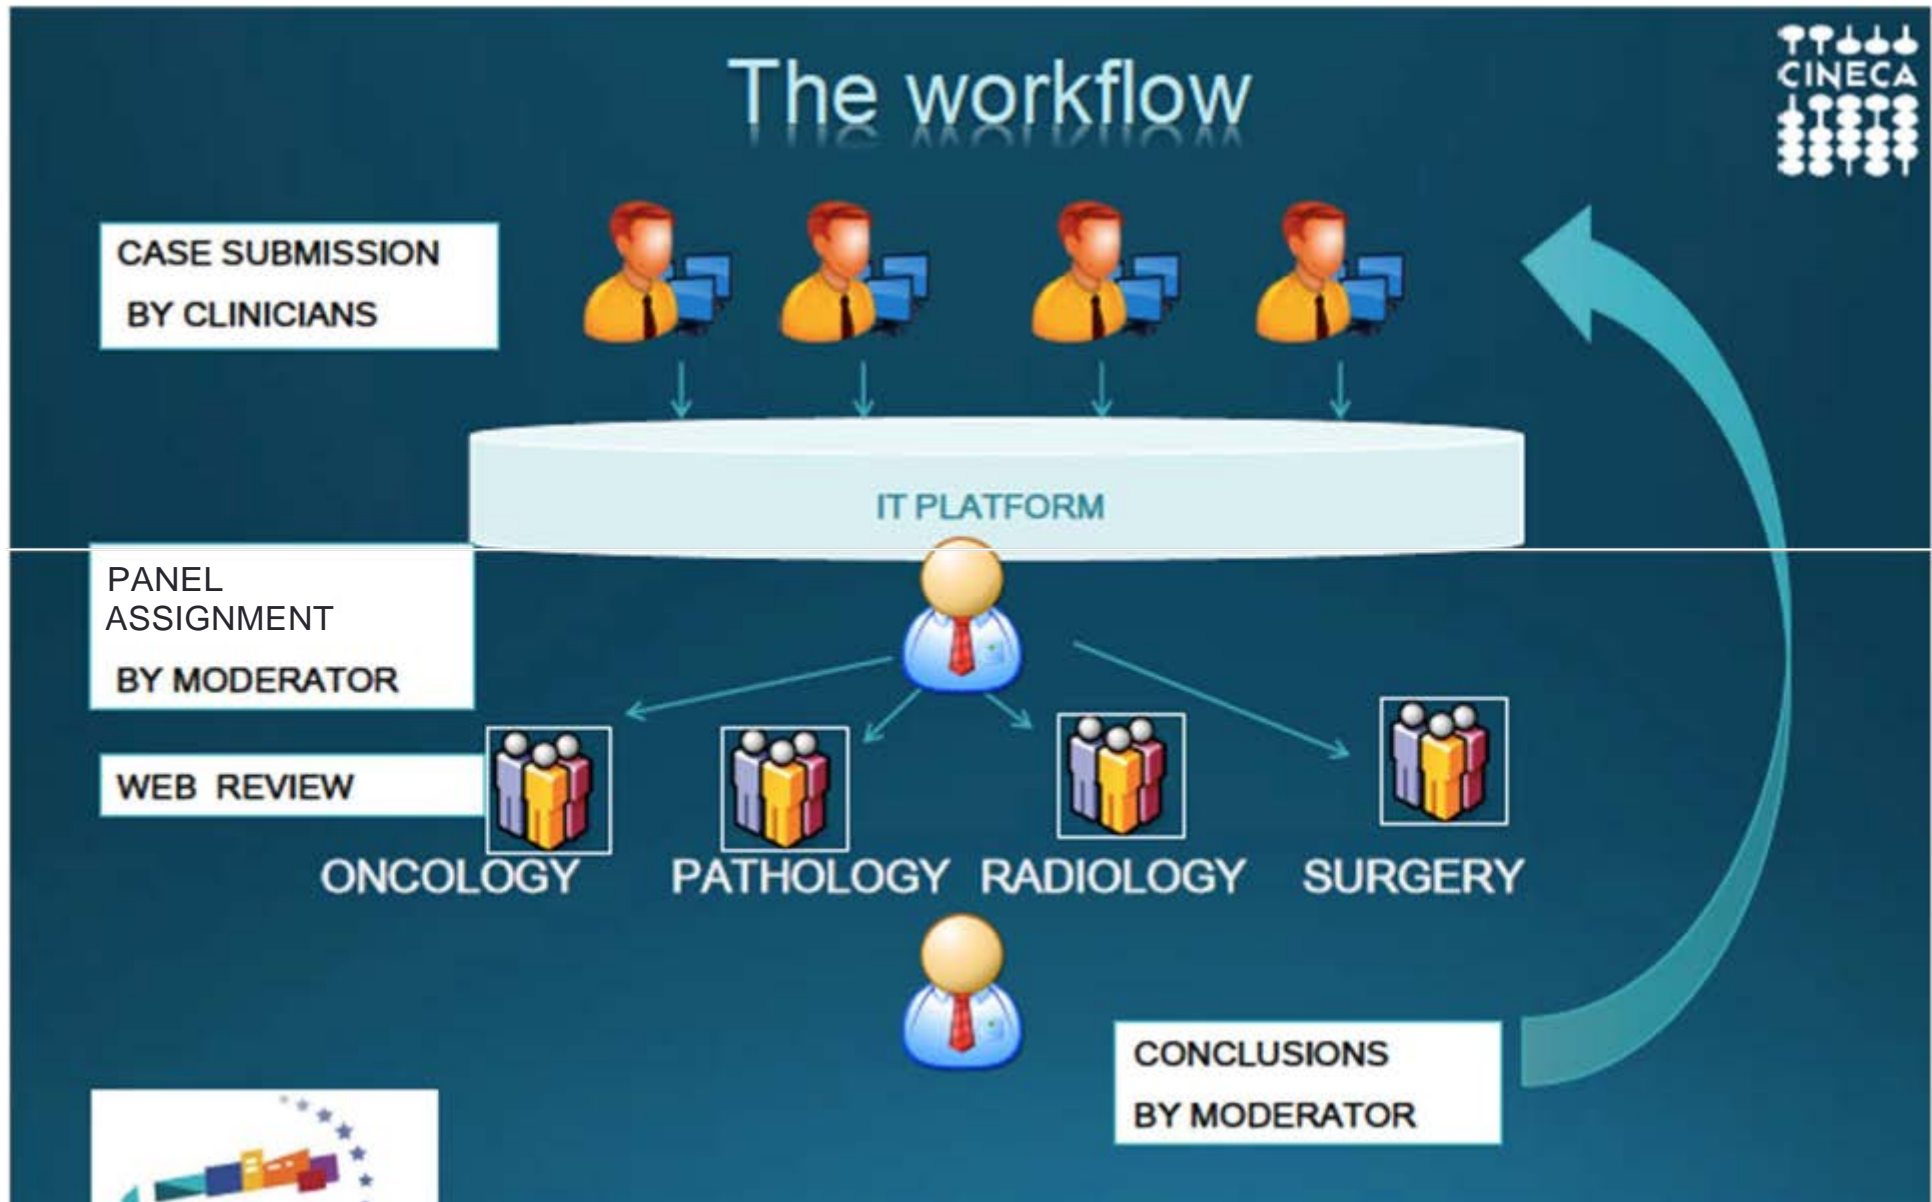 The workflow
CINECA
CASE SUBMISSION
BY CLINICIANS
IT PLATFORM
PANEL
ASSIGNMENT
BY MODERATOR
WEB REVIEW
ONCOLOGY PATHOLOGY RADIOLOGY SURGERY
CONCLUSIONS
BY MODERATOR